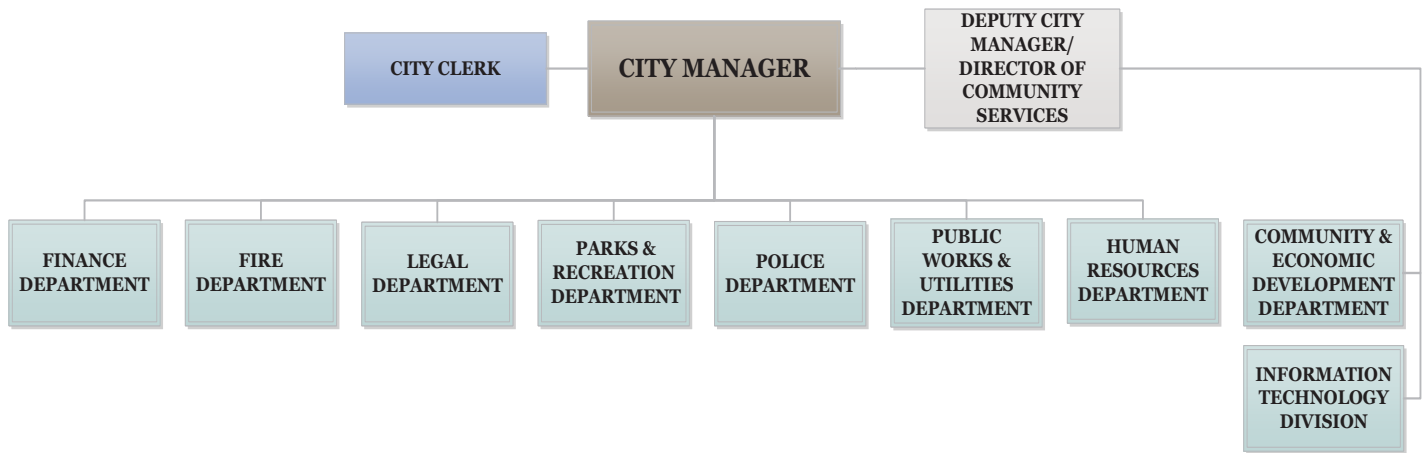 CITY CLERK
CITY MANAGER
DEPUTY CITY
MANAGER/
DIRECTOR OF
COMMUNITY
SERVICES
FINANCE
DEPARTMENT
FIRE
DEPARTMENT
LEGAL
DEPARTMENT
PARKS &
RECREATION
DEPARTMENT
POLICE
DEPARTMENT
PUBLIC
WORKS &
UTILITIES
DEPARTMENT
HUMAN
RESOURCES
DEPARTMENT
COMMUNITY &
ECONOMIC
DEVELOPMENT
DEPARTMENT
INFORMATION
TECHNOLOGY
DIVISION